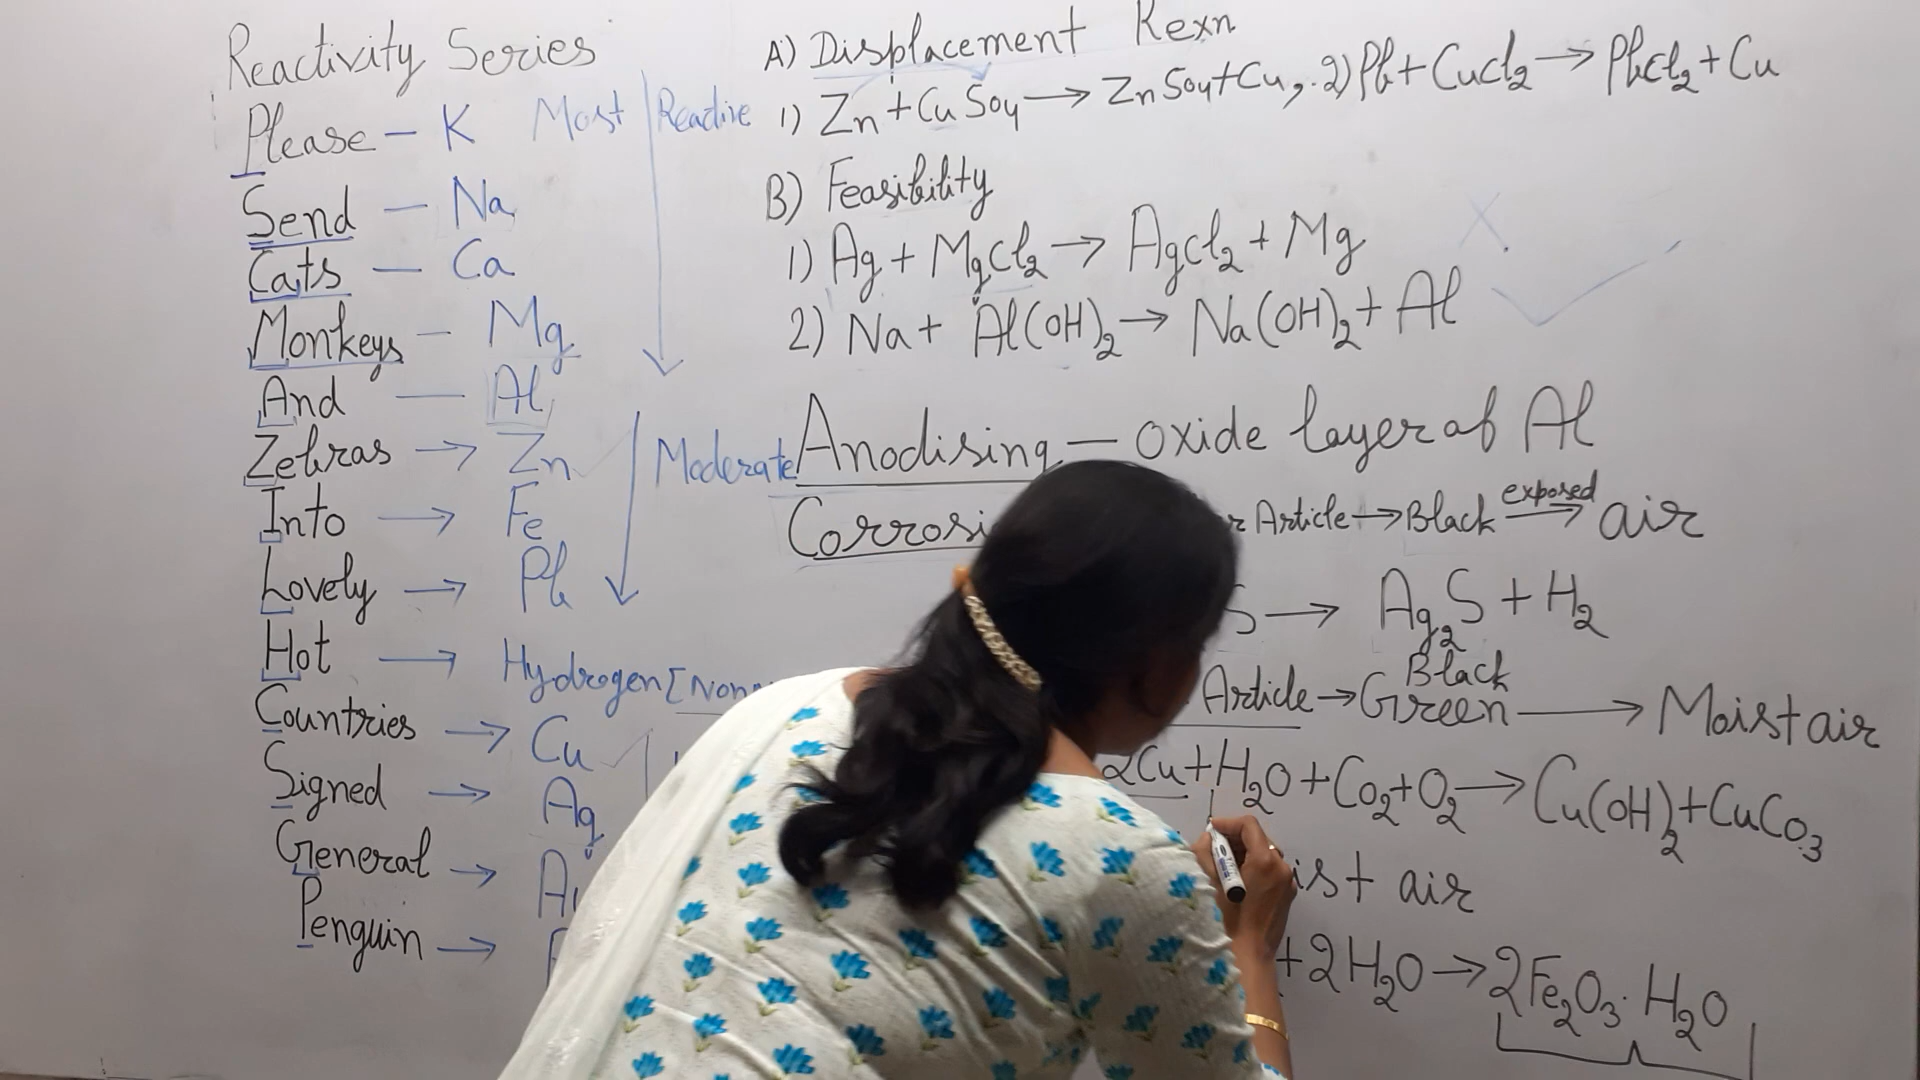 Reactivity Series
Please – K Most Reactive
Send – Na
Cats – Ca
Monkeys – Mg
And — Al
Zebras → Zn Moderate
Into → Fe
Lovely → Pb
Hot → Hydrogen [Non
Countries → Cu
Signed → Ag
General →
Penguin →
A) Displacement Rexn
1) Zn + CuSo4 → ZnSo4 + Cu, 2) Pb + CuCl2 → PbCl2 + Cu
B) Feasibility
1) Ag + MgCl2 → AgCl2 + Mg
2) Na + Al(OH)2 → Na(OH)2 + Al
Anodising — Oxide layer of Al
Article → Black exposed → air
S → Ag2S + H2
Black
Article → Green → Moist air
2Cu + H2O + Co2 + O2 → Cu(OH)2 + CuCo3
air
+ 2H2O → 2Fe2O3. H2O